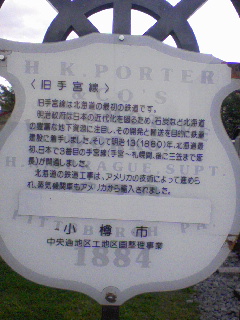 H.K. PORTER
〈旧手宮線〉
旧手宮線は北海道の最初の鉄道です。
明治政府は日本の近代化を図るため、石炭など北海道
の豊富な地下資源に注目し、その開発と輸送を目的に鉄道
建設に着手しました。そして明治13(1880)年、北海道初、
日本で3番目の手宮線(手宮〜札幌間、後に三笠まで延
長)が開通しました。
北海道の鉄道工事は、アメリカの技術によって進めら
れ、蒸気機関車もアメリカから輸入されました。
小樽市
中央通地区土地区画整理事業
1884